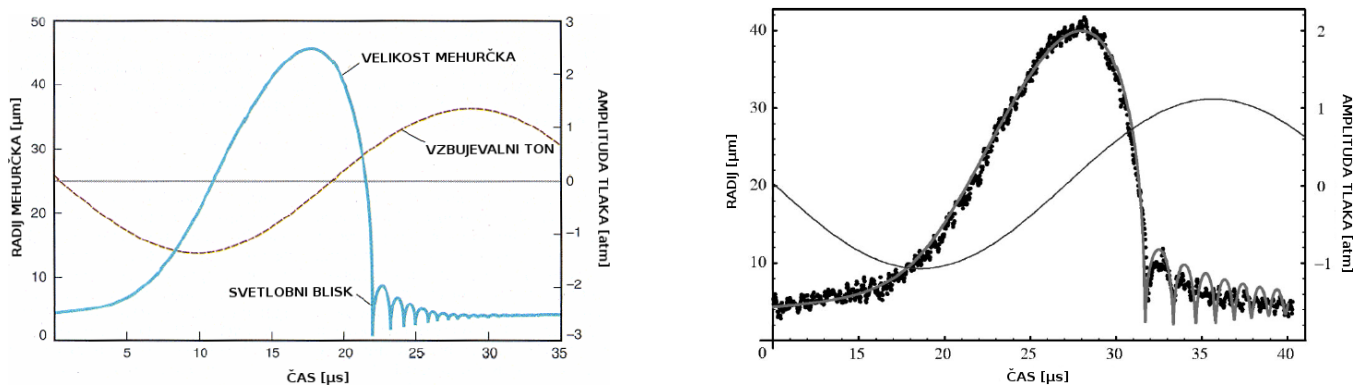 50
40
30
20
10
0
RADIJ MEHURČKA [µm]
VELIKOST MEHURČKA
VZBUJEVALNI TON
SVETLOBNI BLISK
3
2
1
0
−1
−2
−3
AMPLITUDA TLAKA [atm]
5 10 15 20 25 30 35
ČAS [µs]
40
30
20
10
RADIJ [µm]
2
1
0
−1
AMPLITUDA TLAKA [atm]
0 15 20 25 30 35 40
ČAS [µs]